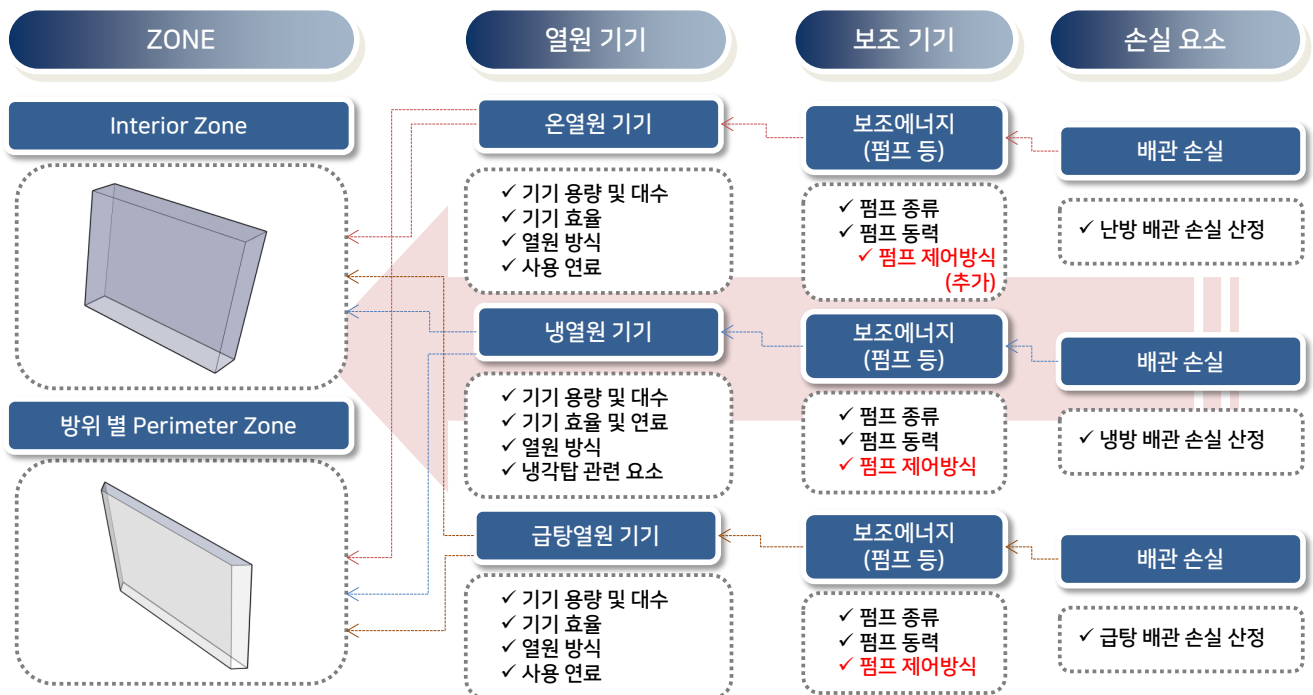 ZONE
열원 기기
보조 기기
손실 요소
Interior Zone
방위 별 Perimeter Zone
온열원 기기
✓ 기기 용량 및 대수
✓ 기기 효율
✓ 열원 방식
✓ 사용 연료
보조에너지
(펌프 등)
✓ 펌프 종류
✓ 펌프 동력
✓ 펌프 제어방식
(추가)
배관 손실
✓ 난방 배관 손실 산정
냉열원 기기
✓ 기기 용량 및 대수
✓ 기기 효율 및 연료
✓ 열원 방식
✓ 냉각탑 관련 요소
보조에너지
(펌프 등)
✓ 펌프 종류
✓ 펌프 동력
✓ 펌프 제어방식
배관 손실
✓ 냉방 배관 손실 산정
급탕열원 기기
✓ 기기 용량 및 대수
✓ 기기 효율
✓ 열원 방식
✓ 사용 연료
보조에너지
(펌프 등)
✓ 펌프 종류
✓ 펌프 동력
✓ 펌프 제어방식
배관 손실
✓ 급탕 배관 손실 산정